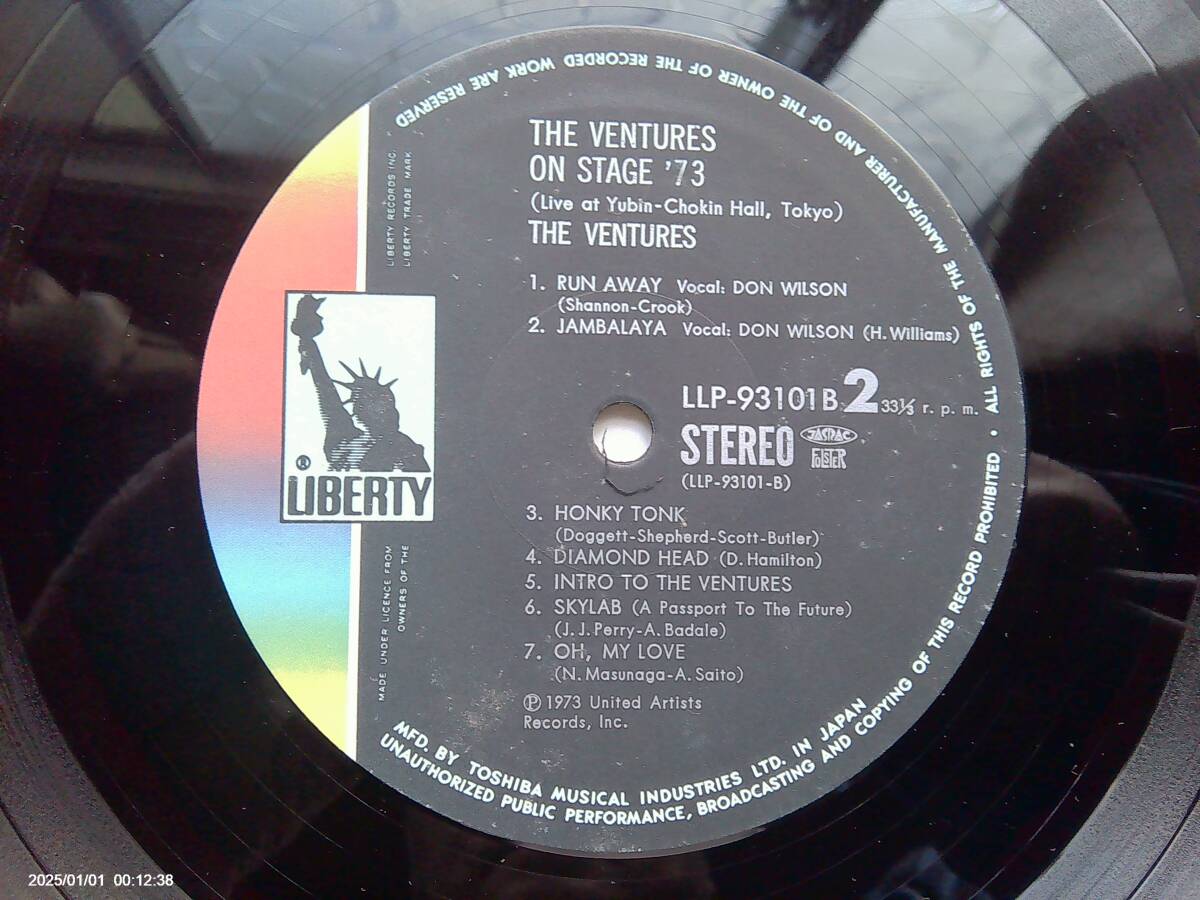 THE VENTURES
ON STAGE '73
(Live at Yubin-Chokin Hall, Tokyo)
THE VENTURES
1. RUN AWAY Vocal: DON WILSON
(Shannon-Crook)
2. JAMBALAYA Vocal: DON WILSON (H. Williams)
LLP-93101B 2 33⅓ r. p. m.
STEREO JASRAC
FOLSTER
(LLP-93101-B)
3. HONKY TONK
(Doggett-Shepherd-Scott-Butler)
4. DIAMOND HEAD (D. Hamilton)
5. INTRO TO THE VENTURES
6. SKYLAB (A Passport To The Future)
(J. J. Perry-A. Badale)
7. OH, MY LOVE
(N. Masunaga-A. Saito)
Ⓟ 1973 United Artists
Records, Inc.
LIBERTY RECORDS INC.
LIBERTY TRADE MARK
® LIBERTY
MADE UNDER LICENCE FROM
OWNERS OF THE
MFD. BY TOSHIBA MUSICAL INDUSTRIES LTD. IN JAPAN
UNAUTHORIZED PUBLIC PERFORMANCE, BROADCASTING AND COPYING OF THIS RECORD PROHIBITED • ALL RIGHTS OF THE MANUFACTURER AND OF THE OWNER OF THE RECORDED WORK ARE RESERVED
2025/01/01 00:12:38